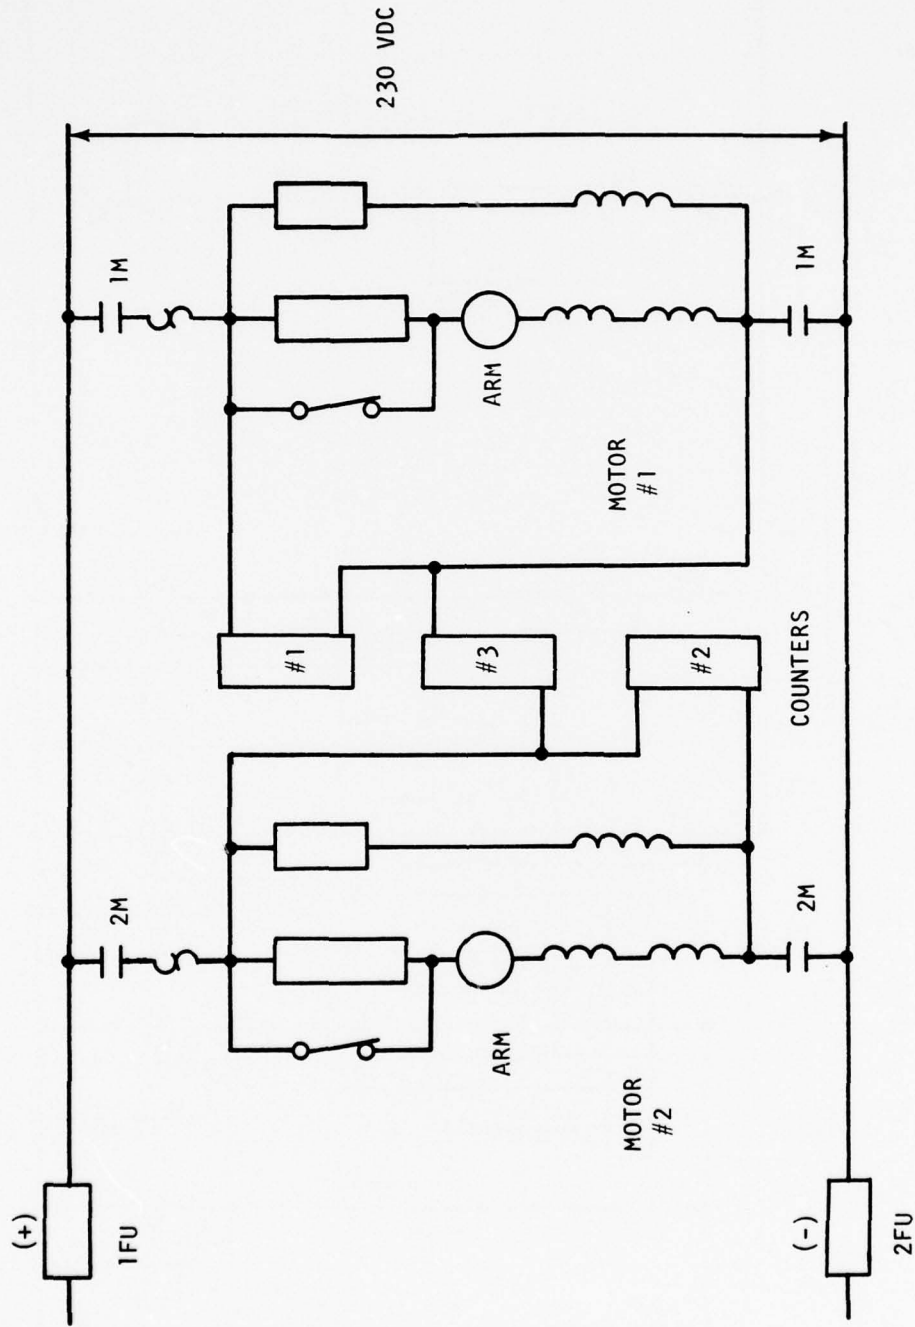 (+)
1FU
2M
1M
230 VDC
ARM
ARM
MOTOR
#2
MOTOR
#1
#1
#3
#2
COUNTERS
2M
1M
(-)
2FU